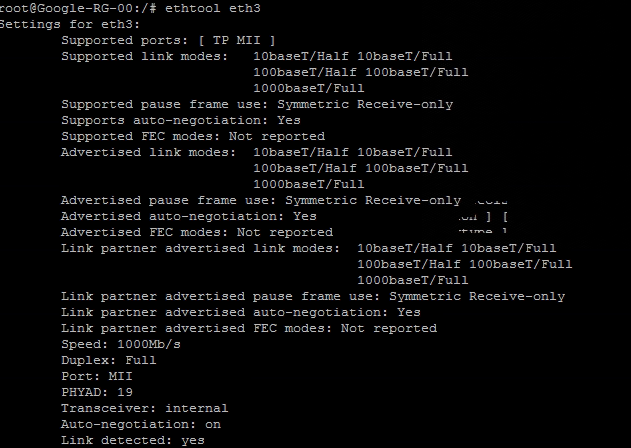 root@Google-RG-00:/# ethtool eth3
Settings for eth3:
Supported ports: [ TP MII ]
Supported link modes: 10baseT/Half 10baseT/Full
100baseT/Half 100baseT/Full
1000baseT/Full
Supported pause frame use: Symmetric Receive-only
Supports auto-negotiation: Yes
Supported FEC modes: Not reported
Advertised link modes: 10baseT/Half 10baseT/Full
100baseT/Half 100baseT/Full
1000baseT/Full
Advertised pause frame use: Symmetric Receive-only
Advertised auto-negotiation: Yes ] [
Advertised FEC modes: Not reported
Link partner advertised link modes: 10baseT/Half 10baseT/Full
100baseT/Half 100baseT/Full
1000baseT/Full
Link partner advertised pause frame use: Symmetric Receive-only
Link partner advertised auto-negotiation: Yes
Link partner advertised FEC modes: Not reported
Speed: 1000Mb/s
Duplex: Full
Port: MII
PHYAD: 19
Transceiver: internal
Auto-negotiation: on
Link detected: yes